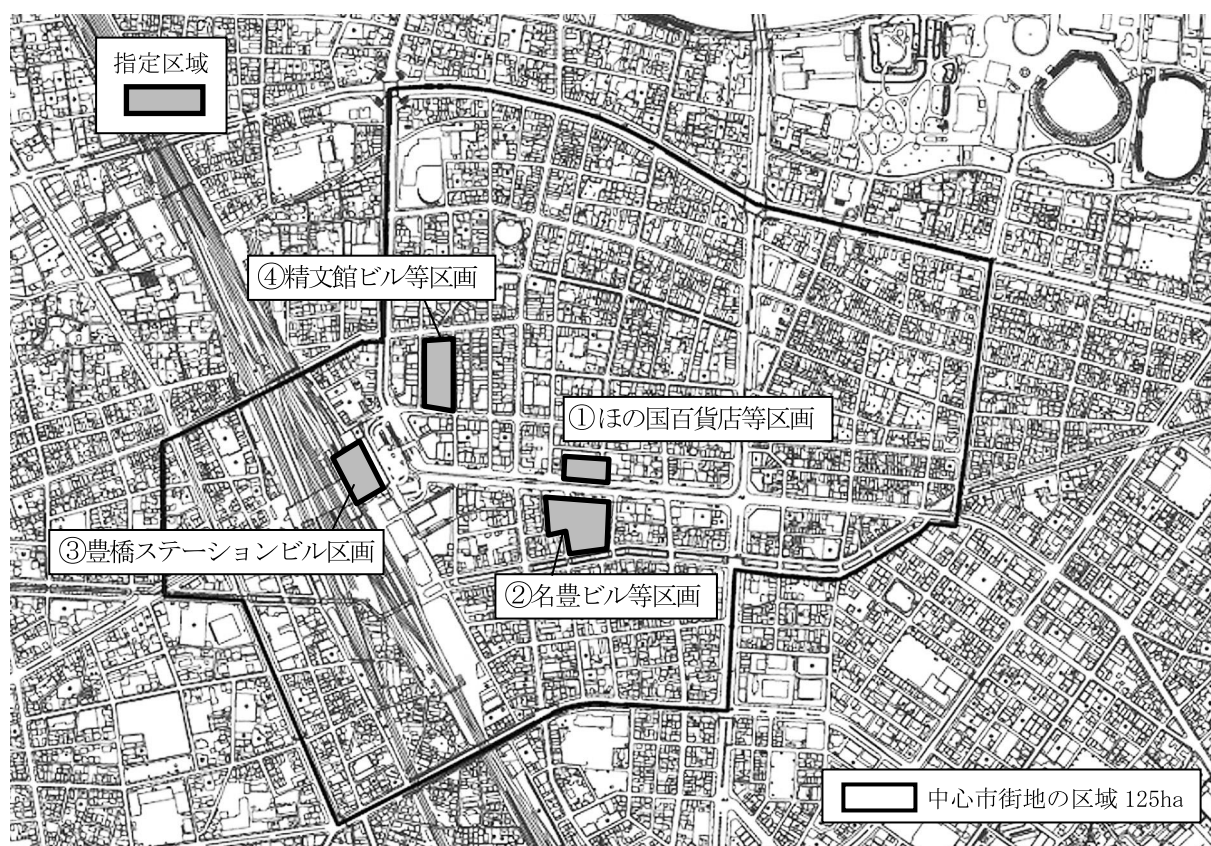 指定区域
④精文館ビル等区画
①ほの国百貨店等区画
③豊橋ステーションビル区画
②名豊ビル等区画
中心市街地の区域 125ha